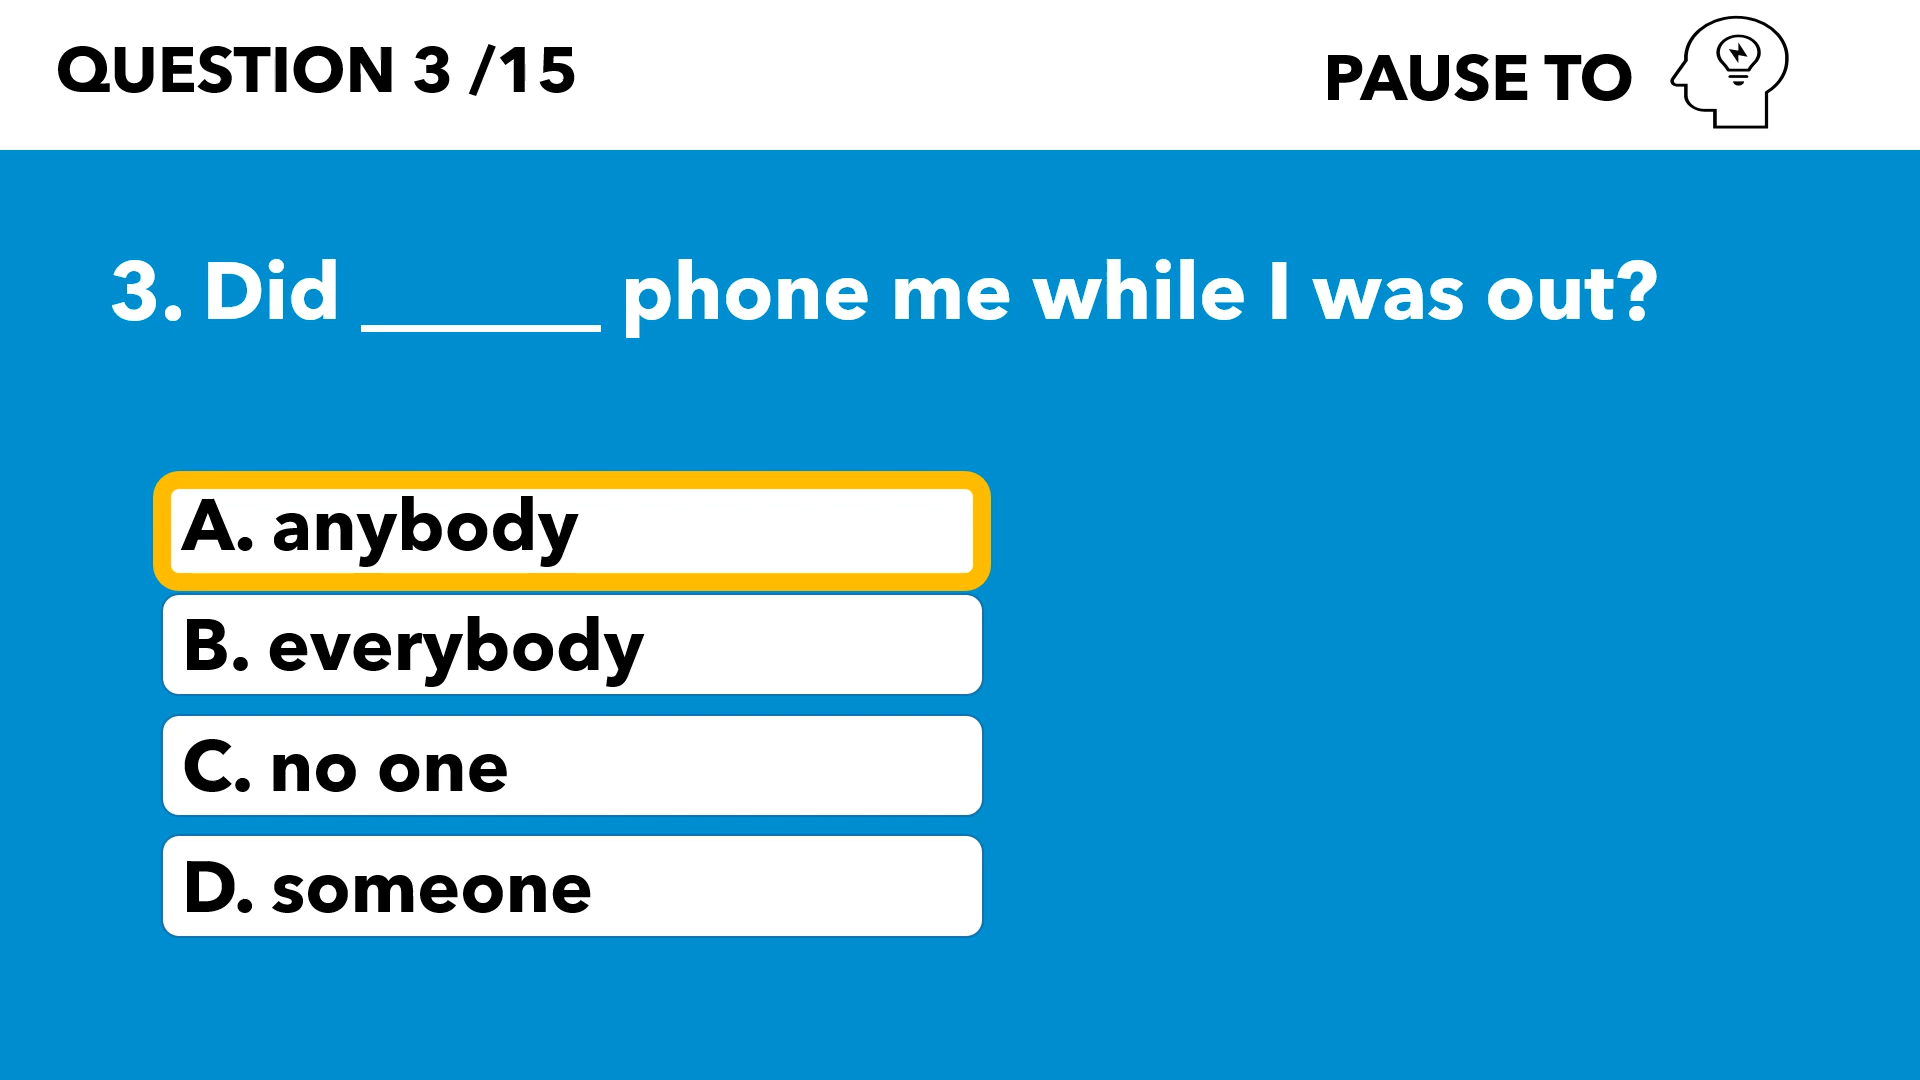 QUESTION 3 /15
PAUSE TO
3. Did ______ phone me while I was out?
A. anybody
B. everybody
C. no one
D. someone